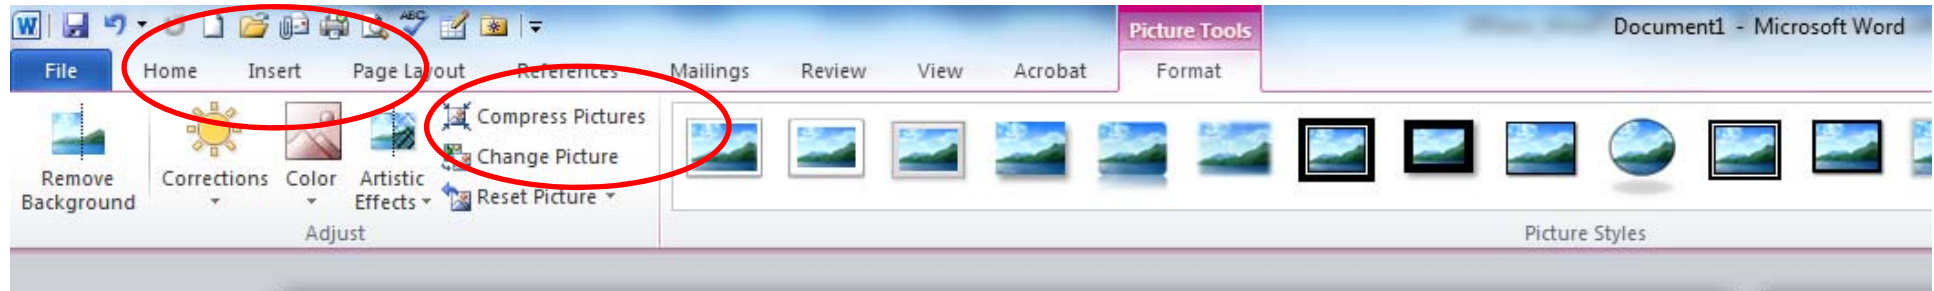 W ABC Picture Tools Document1 - Microsoft Word
File Home Insert Page Layout References Mailings Review View Acrobat Format
Compress Pictures
Change Picture
Reset Picture
Remove Background
Corrections
Color
Artistic Effects
Adjust
Picture Styles